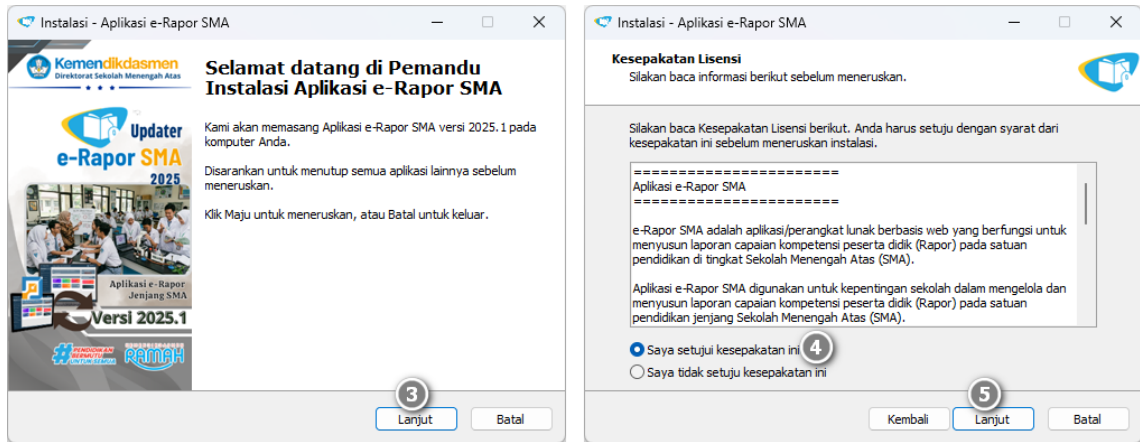 Instalasi - Aplikasi e-Rapor SMA
Kemendikdasmen
Direktorat Sekolah Menengah Atas
Updater
e-Rapor SMA
2025
Aplikasi e-Rapor
Jenjang SMA
Versi 2025.1
#PENDIDIKAN
BERMUTU
UNTUK SEMUA
RAMAH
Selamat datang di Pemandu
Instalasi Aplikasi e-Rapor SMA
Kami akan memasang Aplikasi e-Rapor SMA versi 2025.1 pada
komputer Anda.
Disarankan untuk menutup semua aplikasi lainnya sebelum
meneruskan.
Klik Maju untuk meneruskan, atau Batal untuk keluar.
3
Lanjut
Batal
Instalasi - Aplikasi e-Rapor SMA
Kesepakatan Lisensi
Silakan baca informasi berikut sebelum meneruskan.
Silakan baca Kesepakatan Lisensi berikut. Anda harus setuju dengan syarat dari
kesepakatan ini sebelum meneruskan instalasi.
=======================
Aplikasi e-Rapor SMA
=======================
e-Rapor SMA adalah aplikasi/perangkat lunak berbasis web yang berfungsi untuk
menyusun laporan capaian kompetensi peserta didik (Rapor) pada satuan
pendidikan di tingkat Sekolah Menengah Atas (SMA).
Aplikasi e-Rapor SMA digunakan untuk kepentingan sekolah dalam mengelola dan
menyusun laporan capaian kompetensi peserta didik (Rapor) pada satuan
pendidikan jenjang Sekolah Menengah Atas (SMA).
Saya setujui kesepakatan ini
4
Saya tidak setuju kesepakatan ini
5
Kembali
Lanjut
Batal